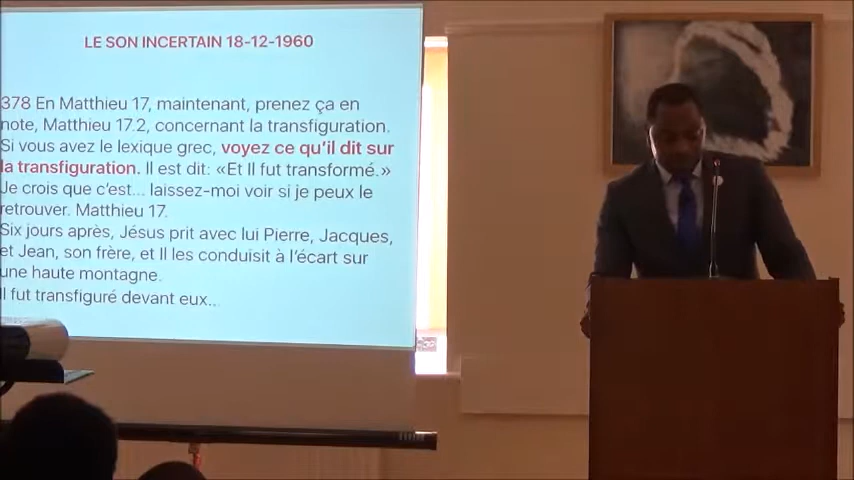 LE SON INCERTAIN 18-12-1960
378 En Matthieu 17, maintenant, prenez ça en
note, Matthieu 17.2, concernant la transfiguration.
Si vous avez le lexique grec, voyez ce qu'il dit sur
la transfiguration. Il est dit: «Et Il fut transformé.»
Je crois que c'est... laissez-moi voir si je peux le
retrouver. Matthieu 17.
Six jours après, Jésus prit avec lui Pierre, Jacques,
et Jean, son frère, et Il les conduisit à l'écart sur
une haute montagne.
Il fut transfiguré devant eux...